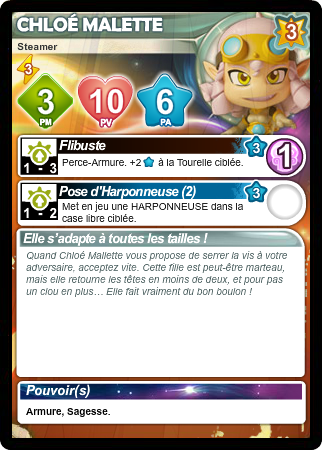 CHLOÉ MALETTE
3
Steamer
3
3
PM
10
PV
6
PA
Flibuste
3
1
1 - 3
Perce-Armure. +2 à la Tourelle ciblée.
Pose d'Harponneuse (2)
3
1 - 2
Met en jeu une HARPONNEUSE dans la
case libre ciblée.
Elle s'adapte à toutes les tailles !
Quand Chloé Mallette vous propose de serrer la vis à votre
adversaire, acceptez vite. Cette fille est peut-être marteau,
mais elle retourne les têtes en moins de deux, et pour pas
un clou en plus... Elle fait vraiment du bon boulon !
Pouvoir(s)
Armure, Sagesse.